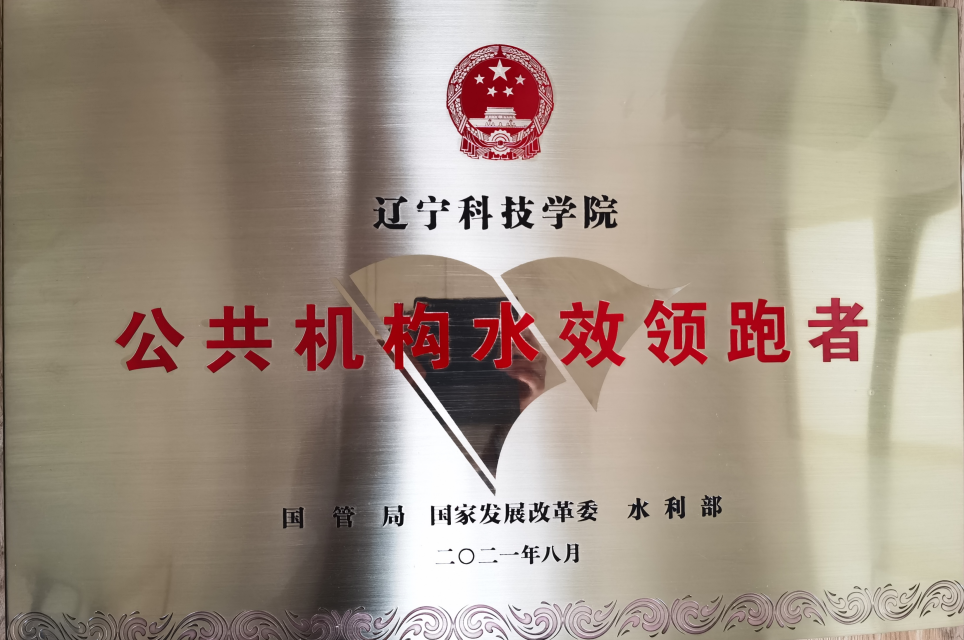 辽宁科技学院
公共机构水效领跑者
国管局 国家发展改革委 水利部
二〇二一年八月